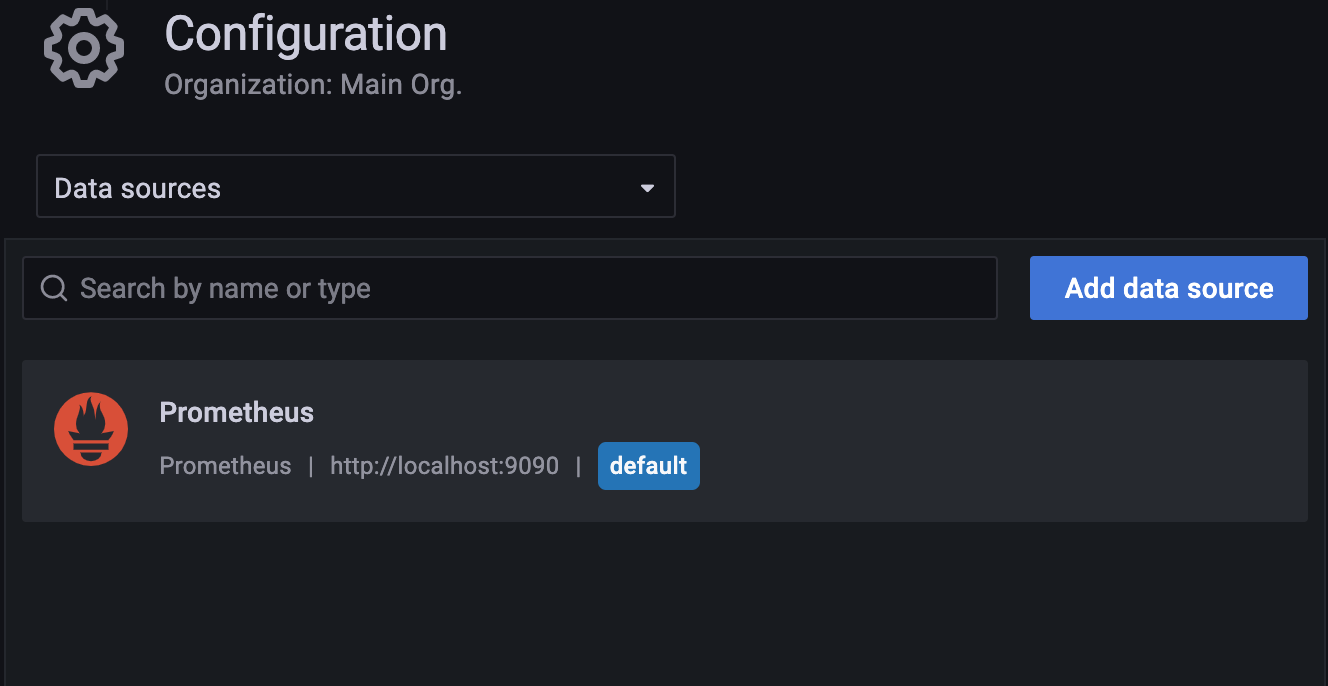 Configuration
Organization: Main Org.
Data sources
Search by name or type
Add data source
Prometheus
Prometheus | http://localhost:9090 | default